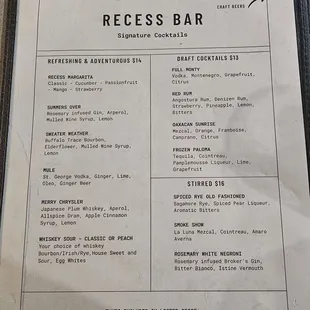 CRAFT BEERS
RECESS BAR
Signature Cocktails
REFRESHING & ADVENTUROUS $14
RECESS MARGARITA
Classic - Cucumber - Passionfruit
- Mango - Strawberry
SUMMERS OVER
Rosemary infused Gin, Aperol,
Mulled Wine Syrup, Lemon
SWEATER WEATHER
Buffalo Trace Bourbon,
Elderflower, Mulled Wine Syrup,
Lemon
MULE
St. George Vodka, Ginger, Lime,
Oleo, Ginger Beer
MERRY CHRYSLER
Japanese Plum Whiskey, Aperol,
Allspice Dram, Apple Cinnamon
Syrup, Lemon
WHISKEY SOUR - CLASSIC OR PEACH
Your choice of whiskey
Bourbon/Irish/Rye, House Sweet and
Sour, Egg Whites
DRAFT COCKTAILS $13
FULL MONTY
Vodka, Montenegro, Grapefruit,
Citrus
RED RUM
Angostura Rum, Denizen Rum,
Strawberry, Pineapple, Lemon,
Bitters
OAXACAN SUNRISE
Mezcal, Orange, Framboise,
Campano, Citrus
FROZEN PALOMA
Tequila, Cointreau,
Pamplemousse Liqueur, Lime,
Grapefruit
STIRRED $16
SPICED RYE OLD FASHIONED
Sagamore Rye, Spiced Pear Liqueur,
Aromatic Bitters
SMOKE SHOW
La Luna Mezcal, Cointreau, Amaro
Averna
ROSEMARY WHITE NEGRONI
Rosemary infused Broker's Gin,
Bitter Bianco, Istine Vermouth